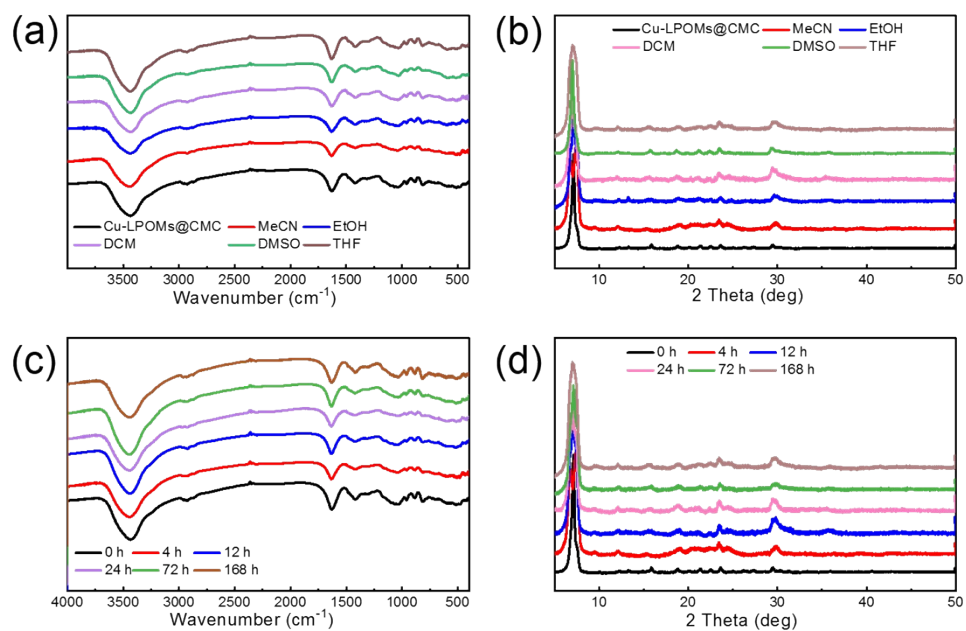 (a)
Cu-LPOMs@CMC MeCN EtOH
DCM DMSO THF
3500 3000 2500 2000 1500 1000 500
Wavenumber (cm⁻¹)
(b)
Cu-LPOMs@CMC MeCN EtOH
DCM DMSO THF
10 20 30 40 50
2 Theta (deg)
(c)
0 h 4 h 12 h
24 h 72 h 168 h
4000 3500 3000 2500 2000 1500 1000 500
Wavenumber (cm⁻¹)
(d)
0 h 4 h 12 h
24 h 72 h 168 h
10 20 30 40 50
2 Theta (deg)